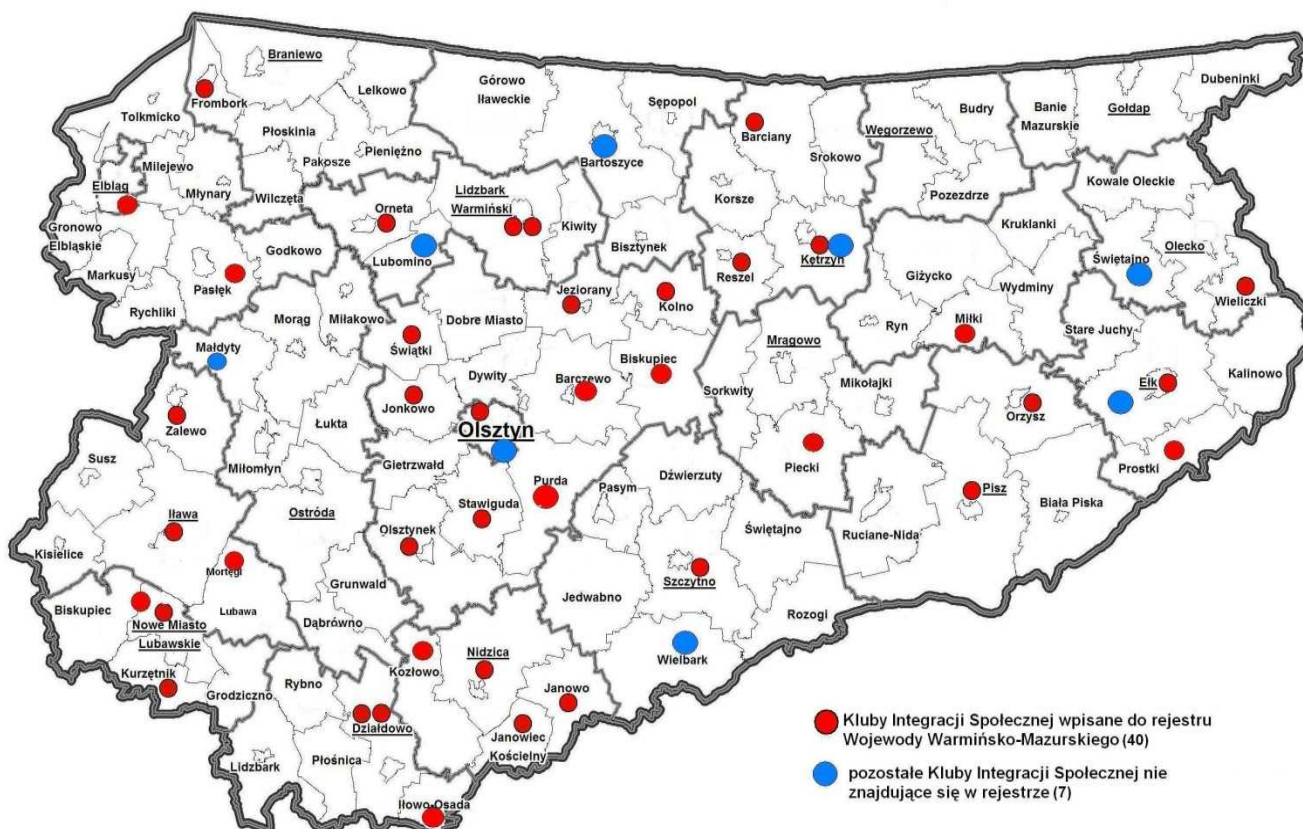 Braniewo
Dubeninki
Górowo
Iławeckie
Lelkowo
Sępopol
Budry
Banie
Mazurskie
Gołdap
Frombork
Tolkmicko
Płoskinia
Bartoszyce
Barciany
Węgorzewo
Srokowo
Pakosze
Pieniężno
Milejewo
Młynary
Elbląg
Wilczęta
Lidzbark
Warmiński
Orneta
Kiwity
Korsze
Pozezdrze
Kowale Oleckie
Kruklanki
Gronowo
Elbląskie
Godkowo
Lubomino
Bisztynek
Reszel
Kętrzyn
Olecko
Świętajno
Markusy
Pasłęk
Giżycko
Wydminy
Wieliczki
Rychliki
Morąg
Miłakowo
Dobre Miasto
Jeziorany
Kolno
Ryn
Miłki
Stare Juchy
Małdyty
Świątki
Mrągowo
Biskupiec
Dywity
Barczewo
Sorkwity
Mikołajki
Ełk
Kalinowo
Zalewo
Jonkowo
Orzysz
Łukta
Olsztyn
Susz
Miłomłyn
Gietrzwałd
Piecki
Prostki
Dźwierzuty
Purda
Pasym
Pisz
Biała Piska
Iława
Ostróda
Stawiguda
Olsztynek
Świętajno
Ruciane-Nida
Kisielice
Mortęgi
Grunwald
Szczytno
Jedwabno
Biskupiec
Nowe Miasto
Lubawskie
Lubawa
Dąbrówno
Rozogi
Wielbark
Kurzętnik
Grodziczno
Rybno
Kozłowo
Nidzica
Janowo
Działdowo
Janowiec
Kościelny
Lidzbark
Płośnica
Iłowo-Osada
Kluby Integracji Społecznej wpisane do rejestru
Wojewody Warmińsko-Mazurskiego (40)
pozostałe Kluby Integracji Społecznej nie
znajdujące się w rejestrze (7)